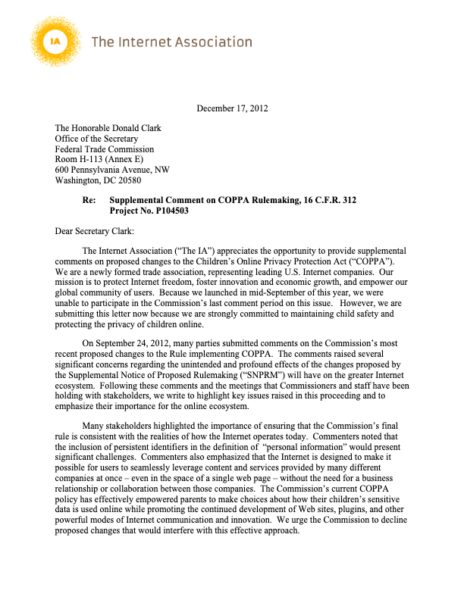 IA The Internet Association
December 17, 2012
The Honorable Donald Clark
Office of the Secretary
Federal Trade Commission
Room H-113 (Annex E)
600 Pennsylvania Avenue, NW
Washington, DC 20580
Re: Supplemental Comment on COPPA Rulemaking, 16 C.F.R. 312
Project No. P104503
Dear Secretary Clark:
The Internet Association (“The IA”) appreciates the opportunity to provide supplemental
comments on proposed changes to the Children’s Online Privacy Protection Act (“COPPA”).
We are a newly formed trade association, representing leading U.S. Internet companies. Our
mission is to protect Internet freedom, foster innovation and economic growth, and empower our
global community of users. Because we launched in mid-September of this year, we were
unable to participate in the Commission’s last comment period on this issue. However, we are
submitting this letter now because we are strongly committed to maintaining child safety and
protecting the privacy of children online.
On September 24, 2012, many parties submitted comments on the Commission’s most
recent proposed changes to the Rule implementing COPPA. The comments raised several
significant concerns regarding the unintended and profound effects of the changes proposed by
the Supplemental Notice of Proposed Rulemaking (“SNPRM”) will have on the greater Internet
ecosystem. Following these comments and the meetings that Commissioners and staff have been
holding with stakeholders, we write to highlight key issues raised in this proceeding and to
emphasize their importance for the online ecosystem.
Many stakeholders highlighted the importance of ensuring that the Commission’s final
rule is consistent with the realities of how the Internet operates today. Commenters noted that
the inclusion of persistent identifiers in the definition of “personal information” would present
significant challenges. Commenters also emphasized that the Internet is designed to make it
possible for users to seamlessly leverage content and services provided by many different
companies at once – even in the space of a single web page – without the need for a business
relationship or collaboration between those companies. The Commission’s current COPPA
policy has effectively empowered parents to make choices about how their children’s sensitive
data is used online while promoting the continued development of Web sites, plugins, and other
powerful modes of Internet communication and innovation. We urge the Commission to decline
proposed changes that would interfere with this effective approach.